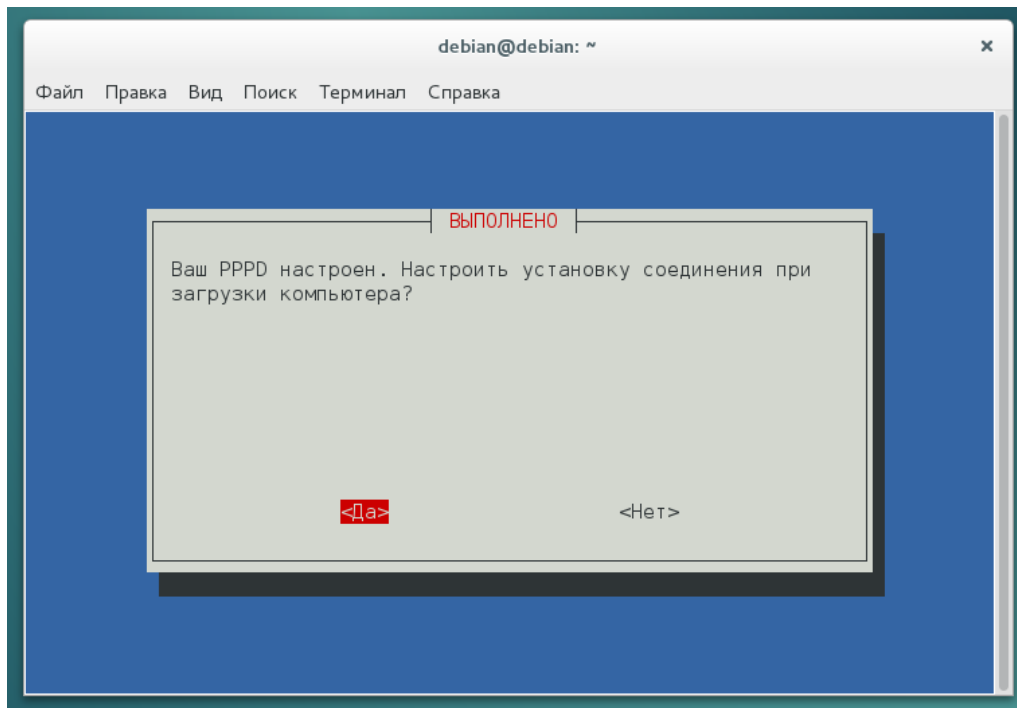 debian@debian: ~
Файл Правка Вид Поиск Терминал Справка
ВЫПОЛНЕНО
Ваш PPPD настроен. Настроить установку соединения при
загрузки компьютера?
<Да> <Нет>